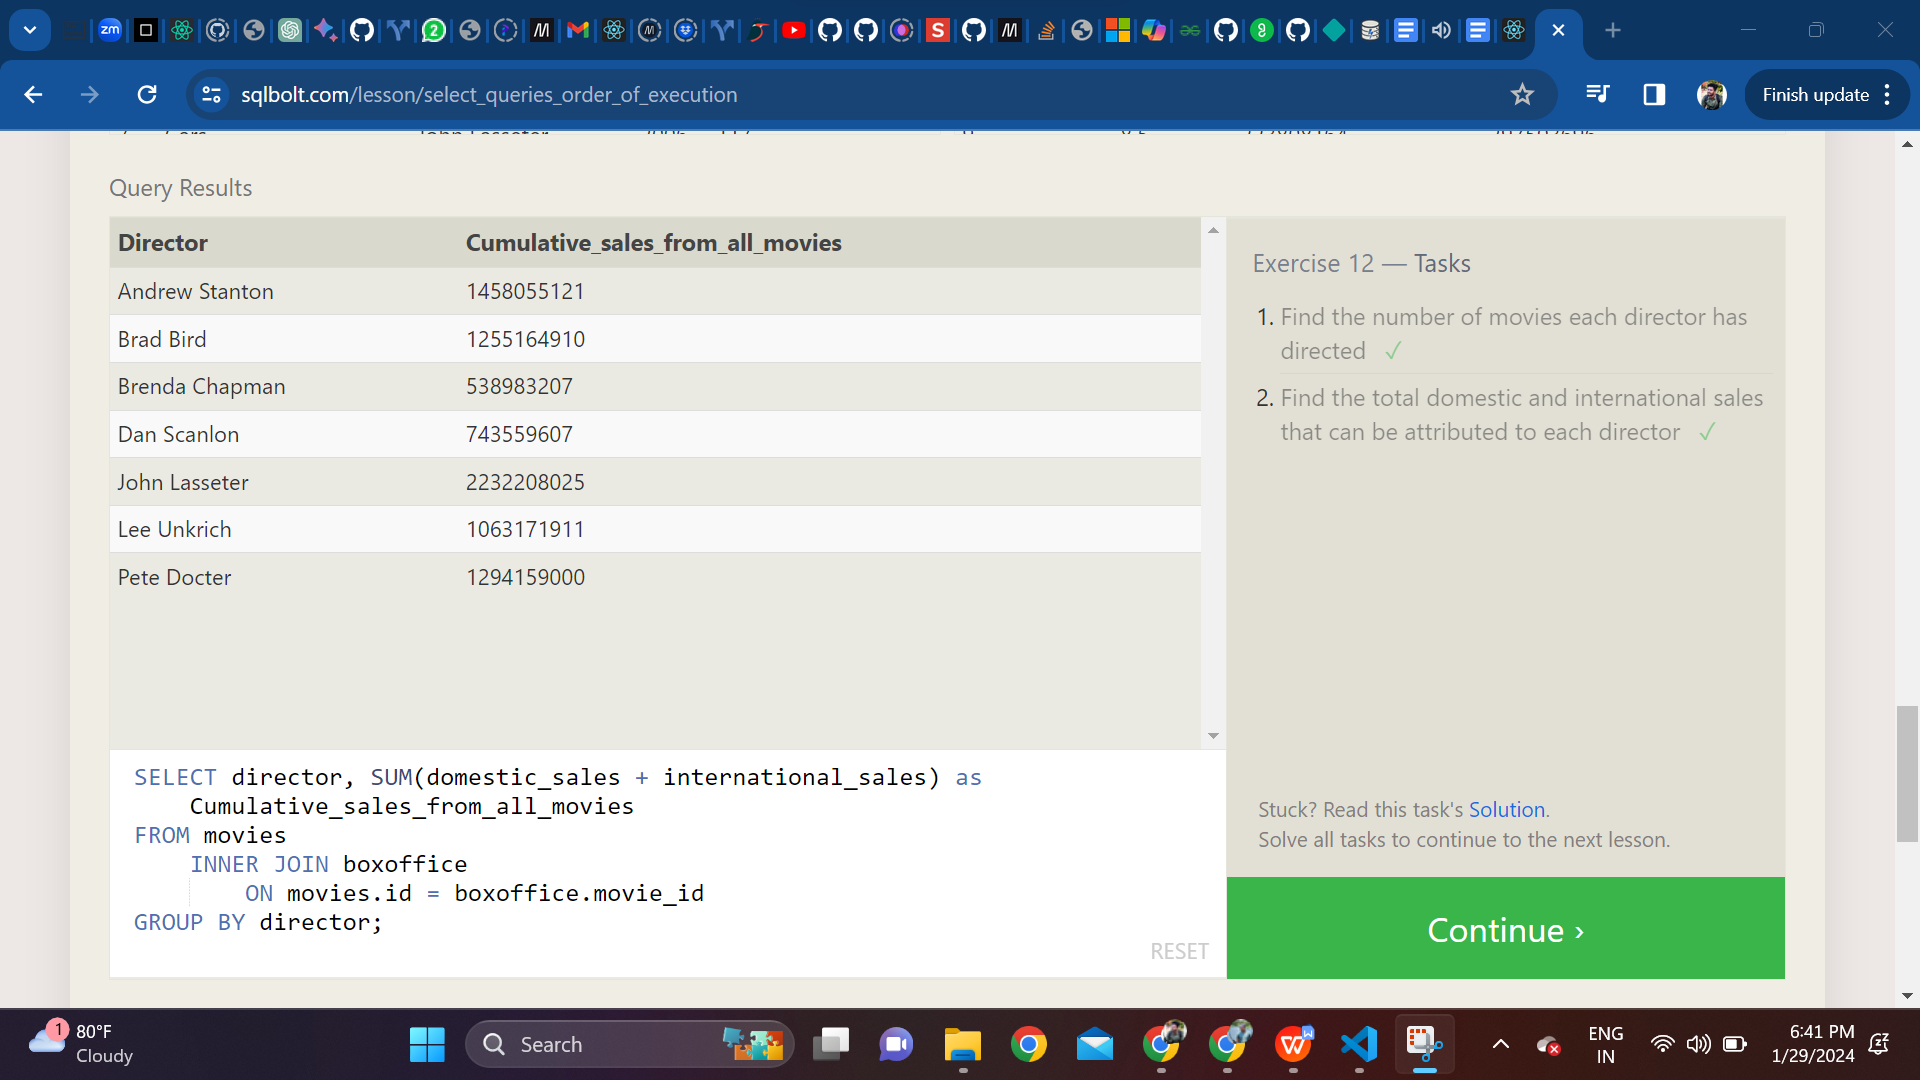 sqlbolt.com/lesson/select_queries_order_of_execution
Finish update
Query Results
Director Cumulative_sales_from_all_movies
Andrew Stanton 1458055121
Brad Bird 1255164910
Brenda Chapman 538983207
Dan Scanlon 743559607
John Lasseter 2232208025
Lee Unkrich 1063171911
Pete Docter 1294159000
Exercise 12 — Tasks
1. Find the number of movies each director has
directed ✓
2. Find the total domestic and international sales
that can be attributed to each director ✓
Stuck? Read this task's Solution.
Solve all tasks to continue to the next lesson.
Continue ›
SELECT director, SUM(domestic_sales + international_sales) as
Cumulative_sales_from_all_movies
FROM movies
INNER JOIN boxoffice
ON movies.id = boxoffice.movie_id
GROUP BY director;
RESET
1
80°F
Cloudy
Search
ENG
IN
6:41 PM
1/29/2024